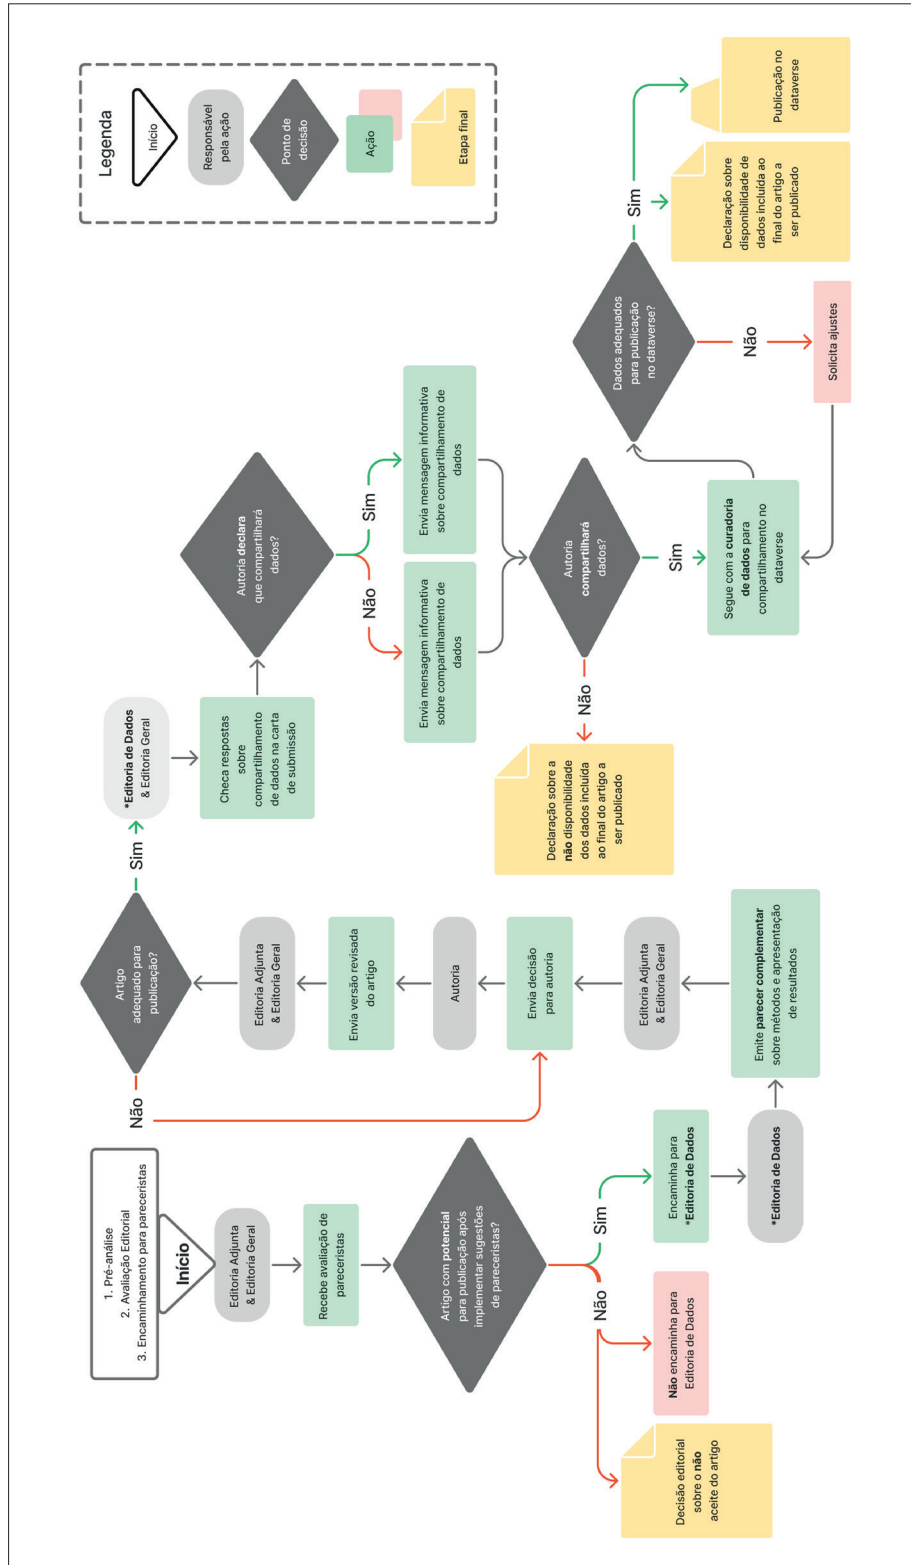 1. Pré-análise
2. Avaliação Editorial
3. Encaminhamento para pareceristas
Início
Editoria Adjunta
& Editoria Geral
Recebe avaliação de
pareceristas
Artigo com potencial
para publicação após
implementar sugestões
de pareceristas?
Não
Decisão editorial
sobre o não
aceite do artigo
Não encaminha para
Editoria de Dados
Sim
Encaminha para
*Editoria de Dados
*Editoria de Dados
Emite parecer complementar
sobre métodos e apresentação
de resultados
Editoria Adjunta
& Editoria Geral
Envia decisão
para autoria
Autoria
Envia versão revisada
do artigo
Editoria Adjunta
& Editoria Geral
Artigo
adequado para
publicação?
Não
Sim
*Editoria de Dados
& Editoria Geral
Checa respostas
sobre
compartilhamento
de dados na carta
de submissão
Autoria declara
que compartilhará
dados?
Não
Sim
Envia mensagem informativa
sobre compartilhamento de
dados
Envia mensagem informativa
sobre compartilhamento de
dados
Autoria
compartilhará
dados?
Não
Declaração sobre a
não disponibilidade
dos dados incluída
ao final do artigo a
ser publicado
Sim
Segue com a curadoria
de dados para
compartilhamento no
dataverse
Dados adequados
para publicação
no dataverse?
Não
Solicita ajustes
Sim
Declaração sobre
disponibilidade de
dados incluída ao
final do artigo a
ser publicado
Publicação no
dataverse
Legenda
Início
Responsável
pela ação
Ponto de
decisão
Ação
Etapa final